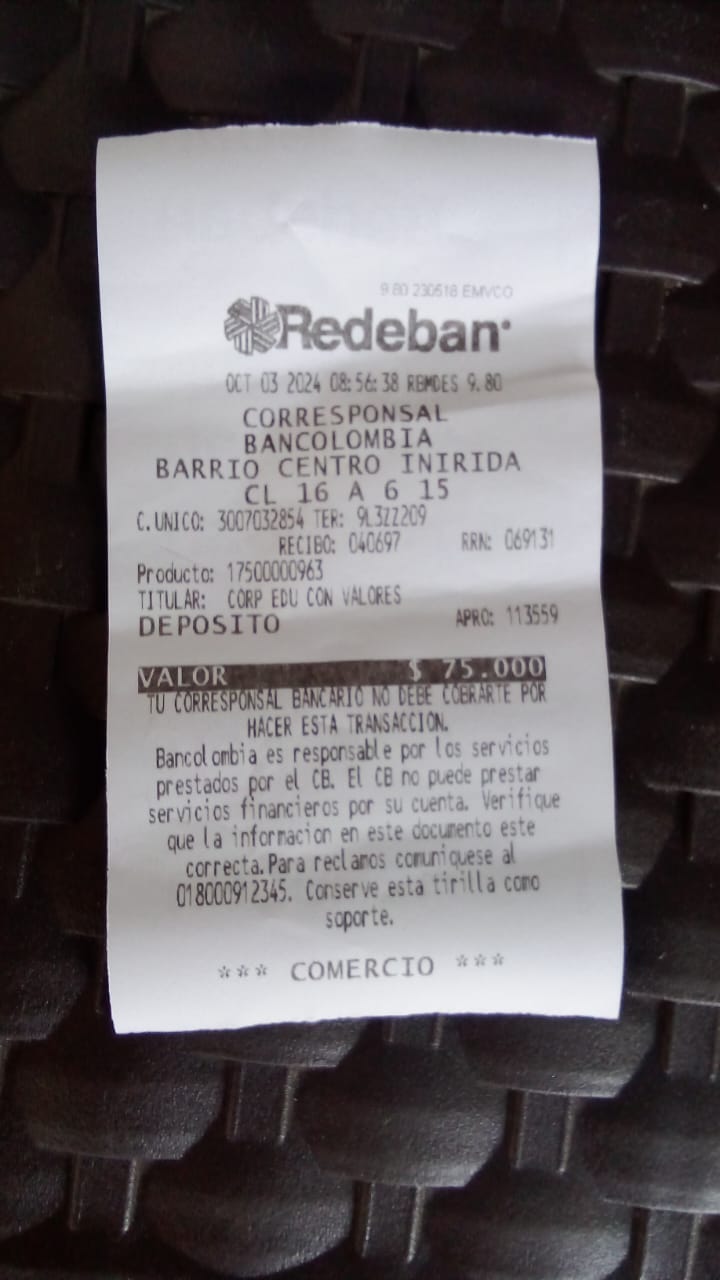 9.80 230518 EMVCO
Redeban
OCT 03 2024 08:56:38 RBMDES 9.80
CORRESPONSAL
BANCOLOMBIA
BARRIO CENTRO INIRIDA
CL 16 A 6 15
C.UNICO: 3007032854 TER: 9L3ZZ209
RECIBO: 040697 RRN: 069131
Producto: 17500000963
TITULAR: CORP EDU CON VALORES
DEPOSITO APRO: 113559
VALOR $ 75.000
TU CORRESPONSAL BANCARIO NO DEBE COBRARTE POR
HACER ESTA TRANSACCION.
Bancolombia es responsable por los servicios
prestados por el CB. El CB no puede prestar
servicios financieros por su cuenta. Verifique
que la informacion en este documento este
correcta.Para reclamos comuniquese al
018000912345. Conserve esta tirilla como
soporte.
*** COMERCIO ***